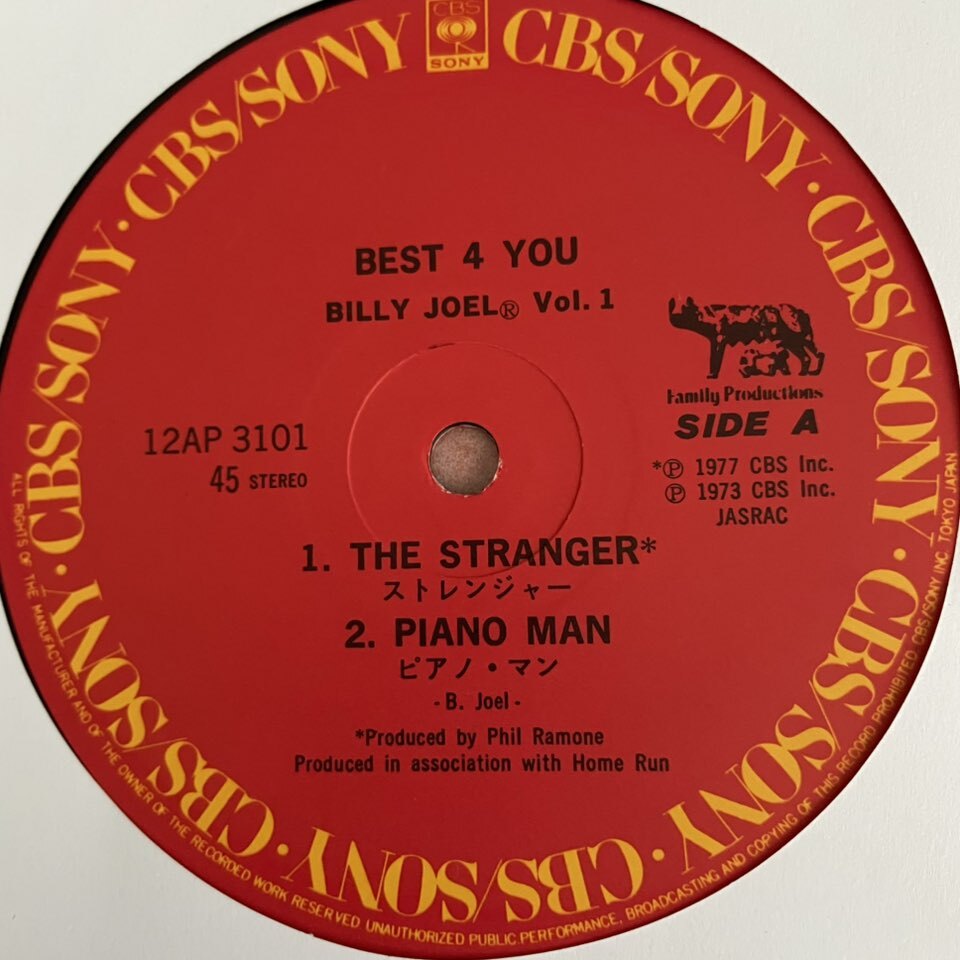 CBS
SONY
CBS/SONY · CBS/SONY · CBS/SONY · CBS/SONY · CBS/SONY · CBS/SONY · CBS/SONY · CBS/SONY · CBS/SONY · CBS/SONY
BEST 4 YOU
BILLY JOEL® Vol. 1
Family Productions
SIDE A
12AP 3101
45 STEREO
*℗ 1977 CBS Inc.
℗ 1973 CBS Inc.
JASRAC
1. THE STRANGER*
ストレンジャー
2. PIANO MAN
ピアノ・マン
- B. Joel -
*Produced by Phil Ramone
Produced in association with Home Run
ALL RIGHTS OF THE MANUFACTURER AND OF THE OWNER OF THE RECORDED WORK RESERVED UNAUTHORIZED PUBLIC PERFORMANCE, BROADCASTING AND COPYING OF THIS RECORD PROHIBITED CBS/SONY INC. TOKYO JAPAN